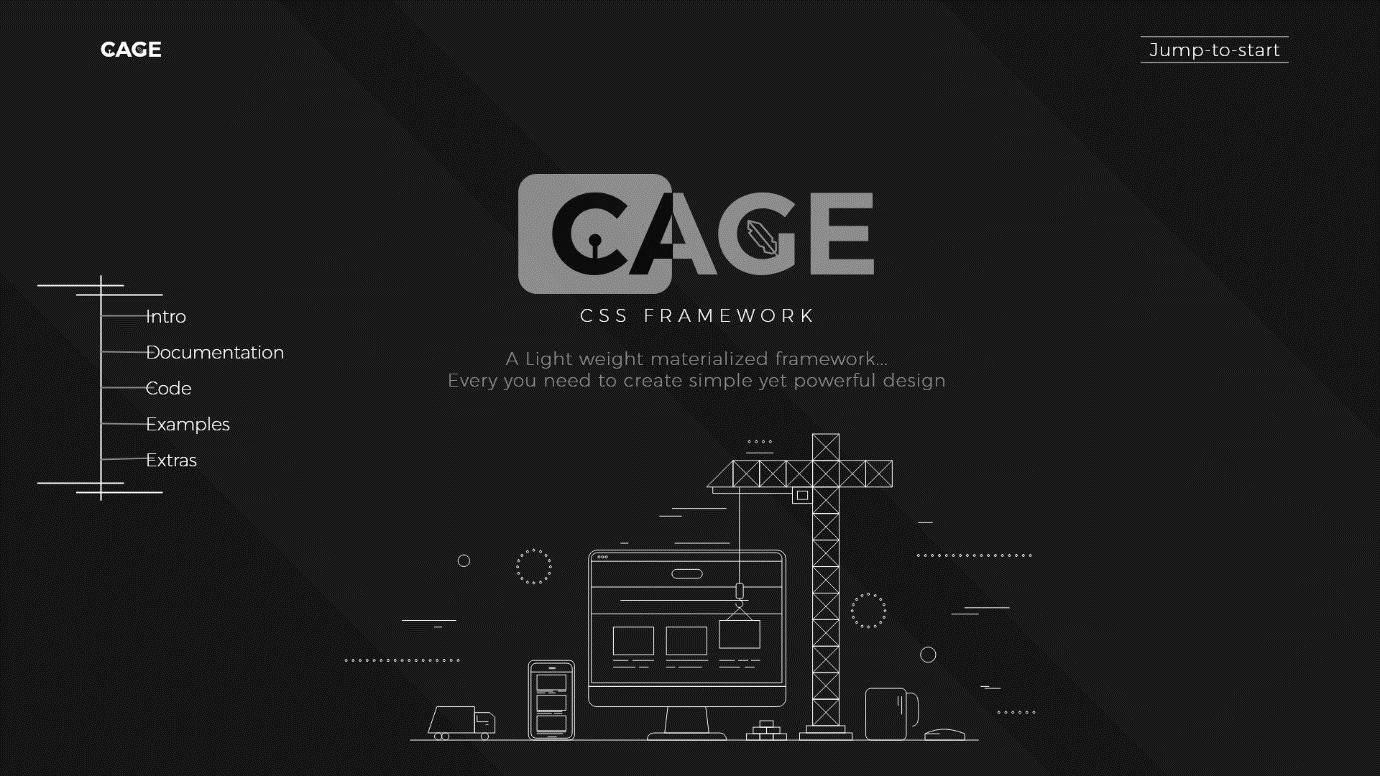 CAGE
Jump-to-start
CAGE
CSS FRAMEWORK
A Light weight materialized framework...
Every you need to create simple yet powerful design
Intro
Documentation
Code
Examples
Extras